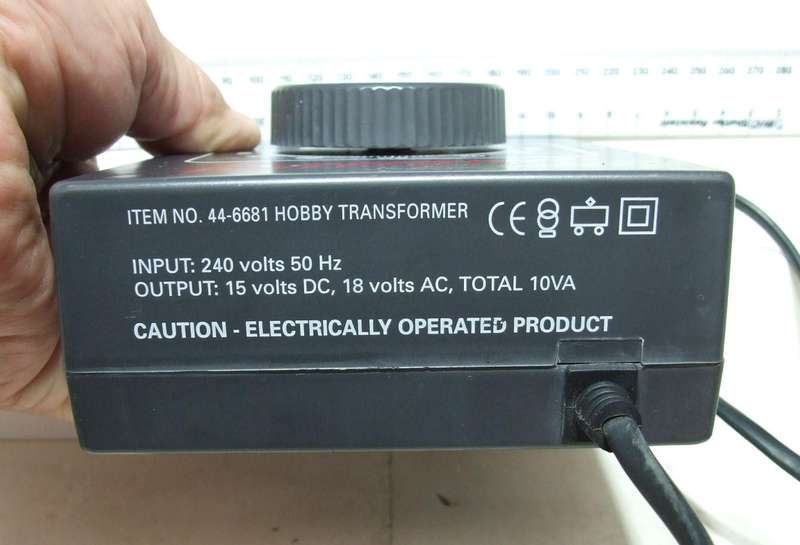 ITEM NO. 44-6681 HOBBY TRANSFORMER CE
INPUT: 240 volts 50 Hz
OUTPUT: 15 volts DC, 18 volts AC, TOTAL 10VA
CAUTION - ELECTRICALLY OPERATED PRODUCT